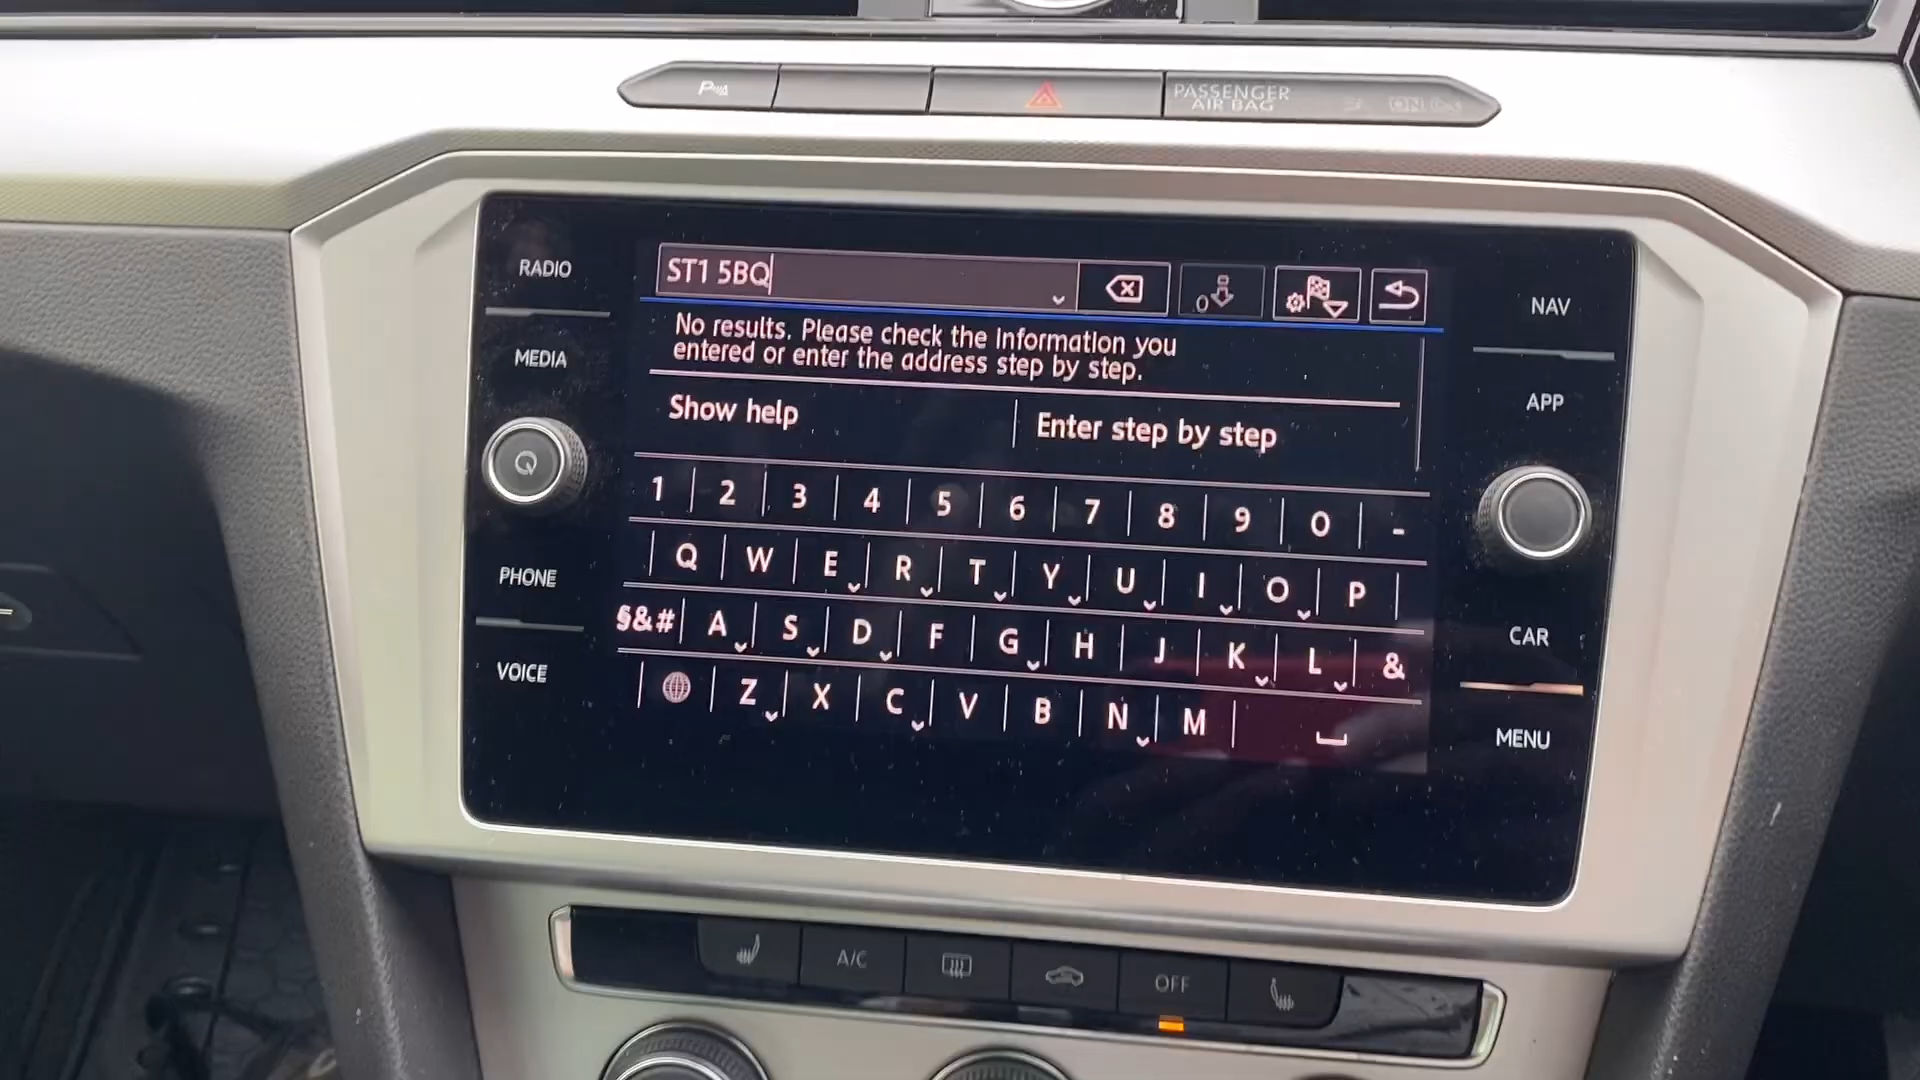 P
PASSENGER
AIR BAG
ON
RADIO
MEDIA
PHONE
VOICE
ST1 5BQ
0
No results. Please check the information you
entered or enter the address step by step.
Show help
Enter step by step
1 2 3 4 5 6 7 8 9 0 -
Q W E R T Y U I O P
§&# A S D F G H J K L &
Z X C V B N M
NAV
APP
CAR
MENU
A/C
OFF